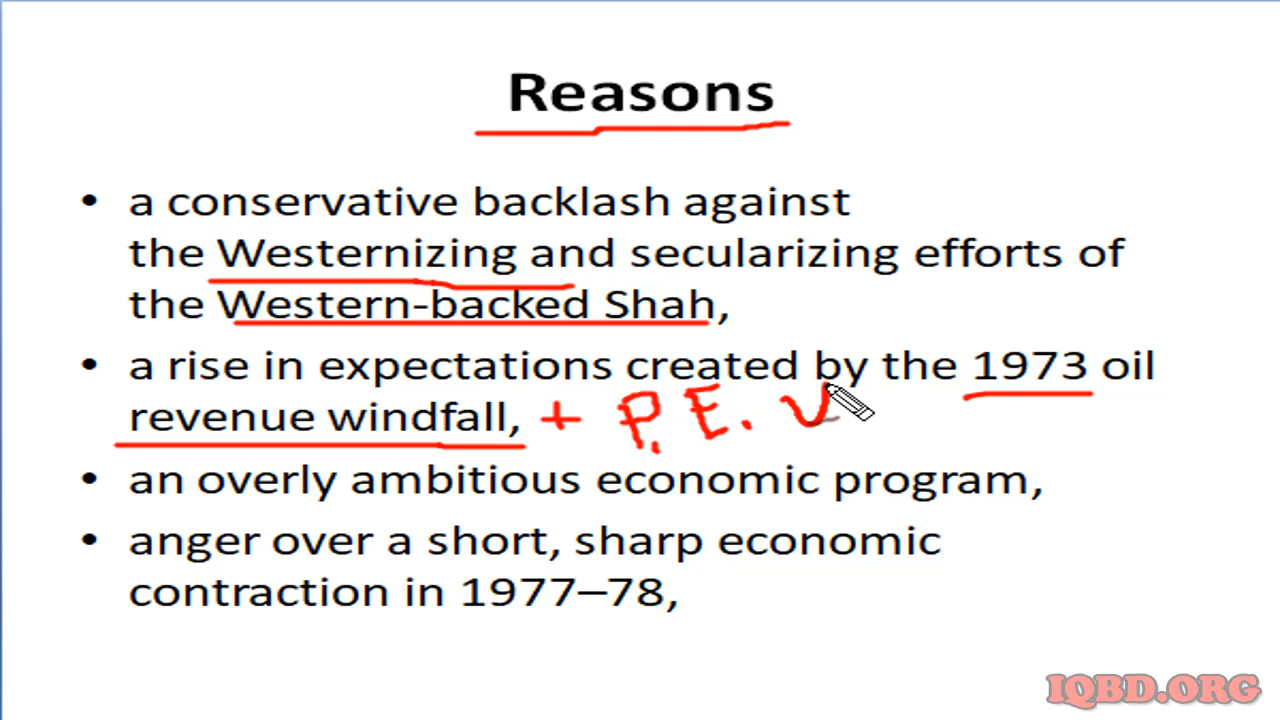 Reasons
• a conservative backlash against
the Westernizing and secularizing efforts of
the Western-backed Shah,
• a rise in expectations created by the 1973 oil
revenue windfall, + P. E. V
• an overly ambitious economic program,
• anger over a short, sharp economic
contraction in 1977–78,
IQBD.ORG